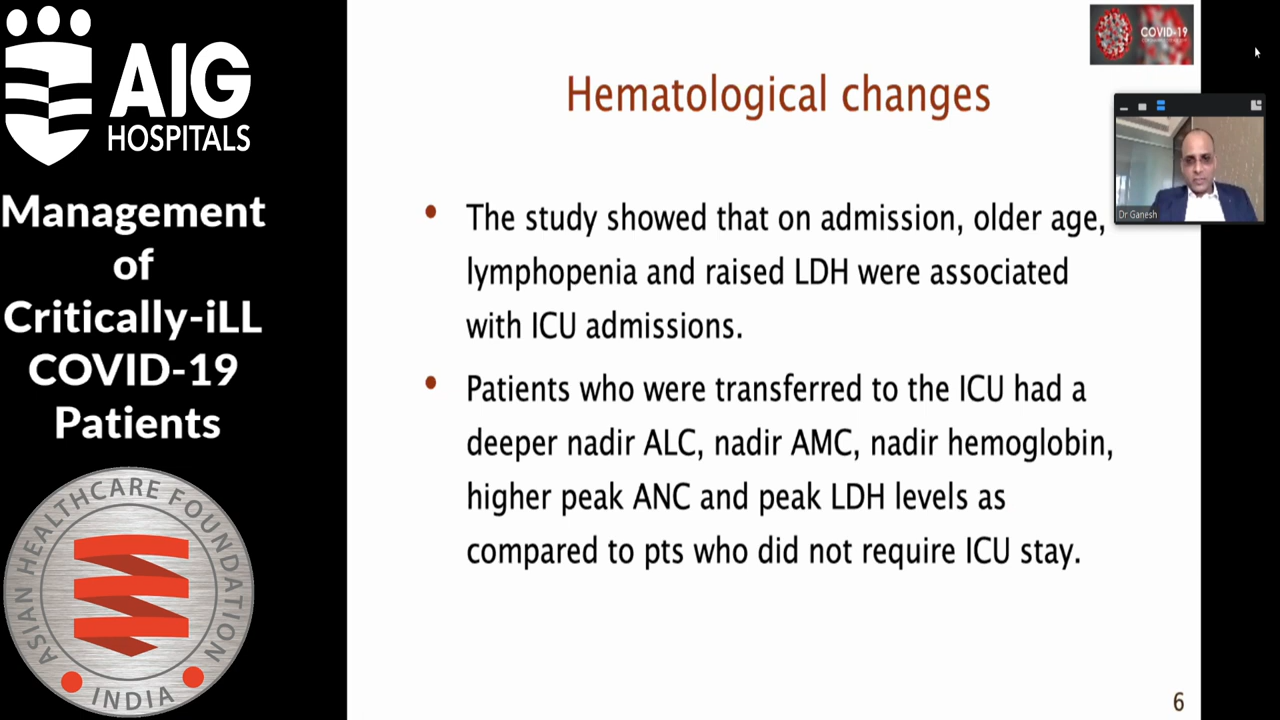 AIG
HOSPITALS
Management
of
Critically-iLL
COVID-19
Patients
ASIAN HEALTHCARE FOUNDATION
INDIA
COVID-19
Hematological changes
Dr Ganesh
• The study showed that on admission, older age,
lymphopenia and raised LDH were associated
with ICU admissions.
• Patients who were transferred to the ICU had a
deeper nadir ALC, nadir AMC, nadir hemoglobin,
higher peak ANC and peak LDH levels as
compared to pts who did not require ICU stay.
6